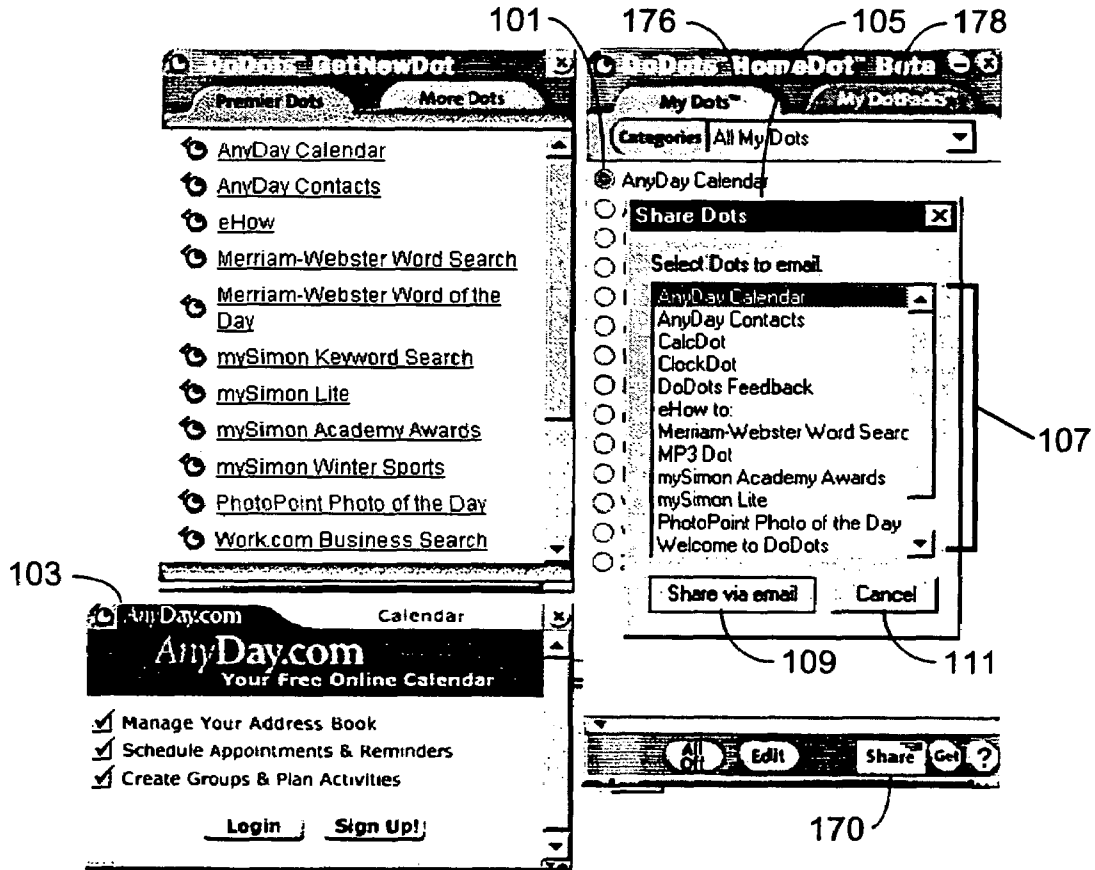 101
176
105
178
DoDots™ GetNewDot
Premier Dots
More Dots
AnyDay Calendar
AnyDay Contacts
eHow
Merriam-Webster Word Search
Merriam-Webster Word of the
Day
mySimon Keyword Search
mySimon Lite
mySimon Academy Awards
mySimon Winter Sports
PhotoPoint Photo of the Day
Work.com Business Search
DoDots™ HomeDot™ Beta
My Dots™
My DotPacks™
Categories
All My Dots
AnyDay Calendar
Share Dots
Select Dots to email.
AnyDay Calendar
AnyDay Contacts
CalcDot
ClockDot
DoDots Feedback
eHow to:
Merriam-Webster Word Searc
MP3 Dot
mySimon Academy Awards
mySimon Lite
PhotoPoint Photo of the Day
Welcome to DoDots
107
Share via email
Cancel
109
111
103
AnyDay.com
Calendar
AnyDay.com
Your Free Online Calendar
Manage Your Address Book
Schedule Appointments & Reminders
Create Groups & Plan Activities
Login
Sign Up!
All
Off
Edit
Share
Get
?
170